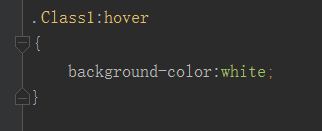 .Class1:hover
{
    background-color:white;
}